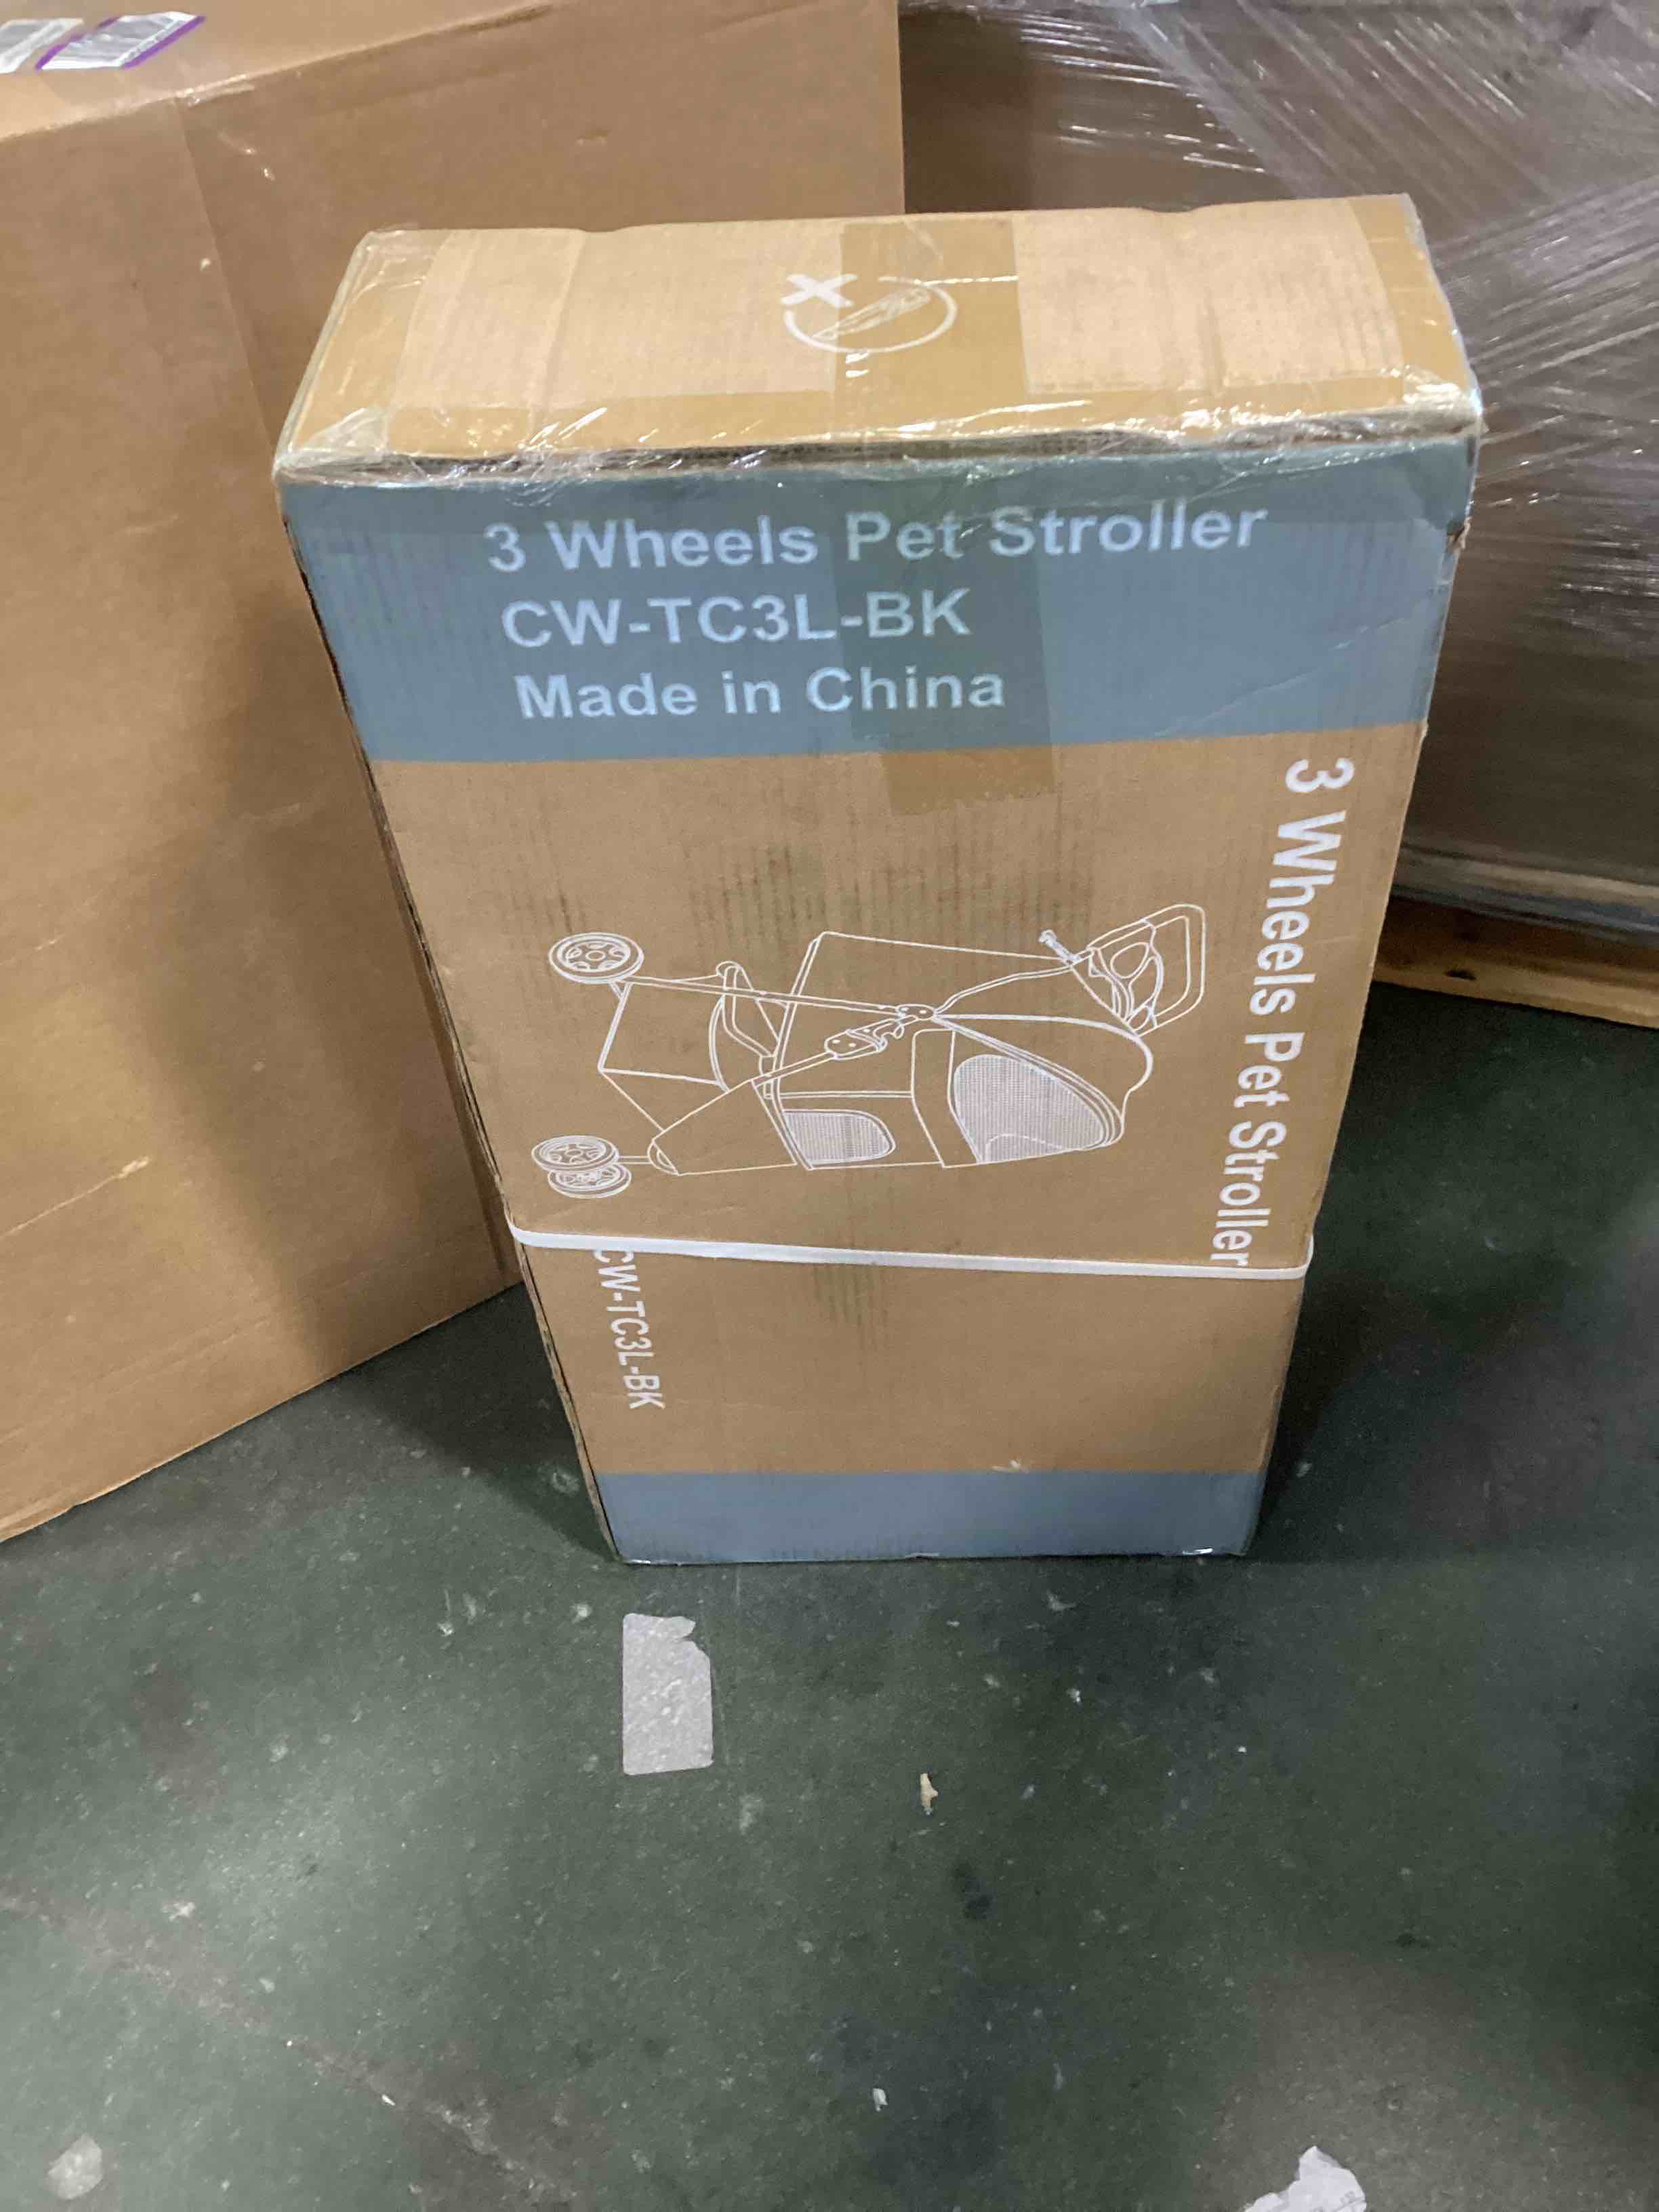 3 Wheels Pet Stroller
CW-TC3L-BK
Made in China
3 Wheels Pet Stroller
CW-TC3L-BK